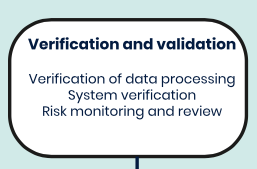 Verification and validation
Verification of data processing
System verification
Risk monitoring and review